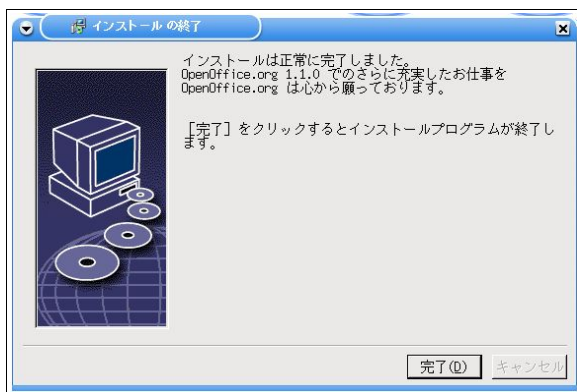 インストール の終了
インストールは正常に完了しました。
OpenOffice.org 1.1.0 でのさらに充実したお仕事を
OpenOffice.org は心から願っております。
［完了］をクリックするとインストールプログラムが終了し
ます。
完了(D) キャンセル